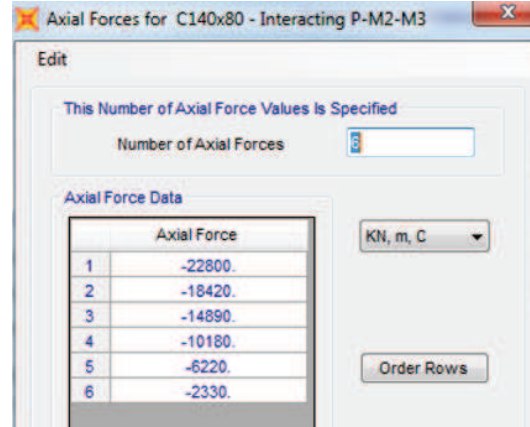 Axial Forces for C140x80 - Interacting P-M2-M3
Edit
This Number of Axial Force Values Is Specified
Number of Axial Forces 6
Axial Force Data
Axial Force
KN, m, C
1 -22800.
2 -18420.
3 -14890.
4 -10180.
5 -6220.
6 -2330.
Order Rows